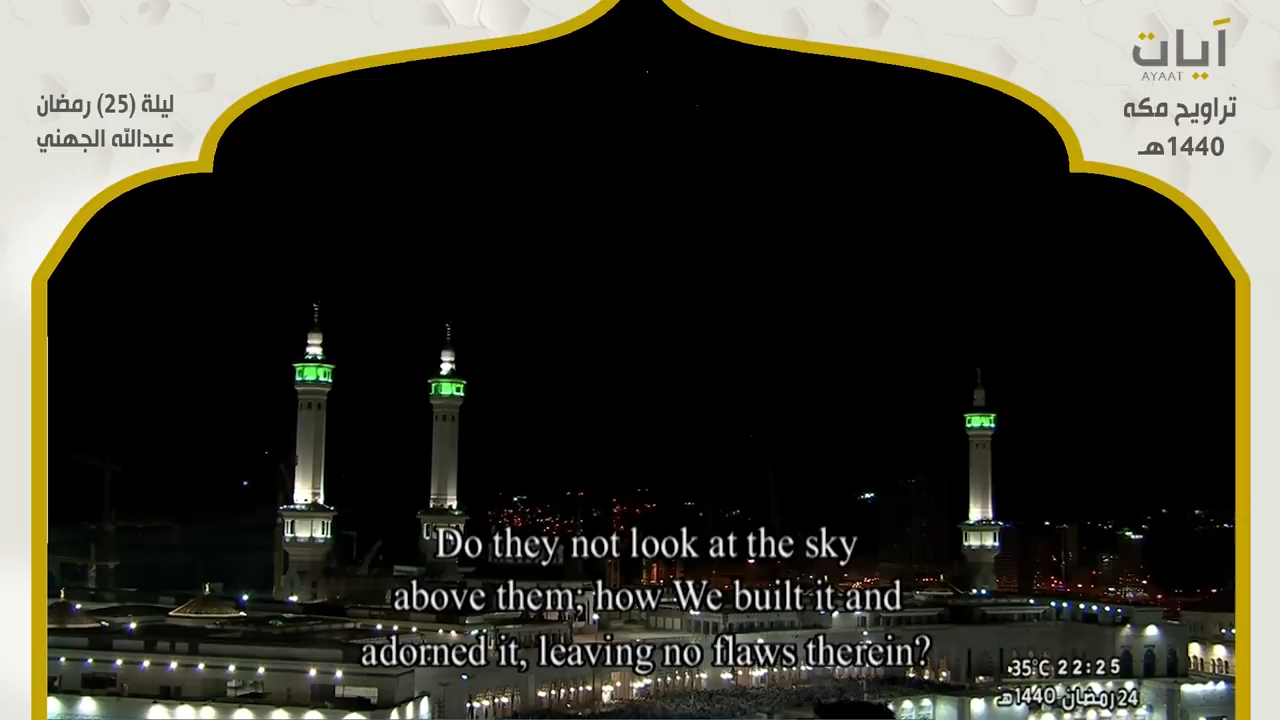 آيات
AYAAT
تراويح مكه
1440هـ
ليلة (25) رمضان
عبدالله الجهني
Do they not look at the sky
above them; how We built it and
adorned it, leaving no flaws therein?
35°C 22:25
24 رمضان 1440هـ